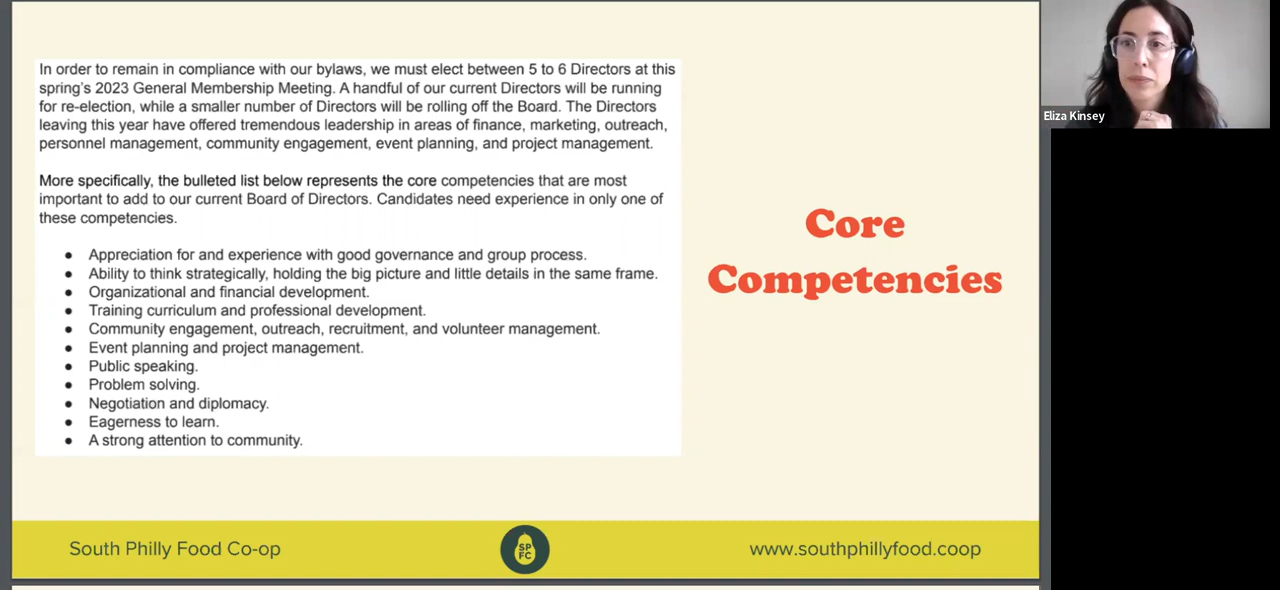 In order to remain in compliance with our bylaws, we must elect between 5 to 6 Directors at this
spring's 2023 General Membership Meeting. A handful of our current Directors will be running
for re-election, while a smaller number of Directors will be rolling off the Board. The Directors
leaving this year have offered tremendous leadership in areas of finance, marketing, outreach,
personnel management, community engagement, event planning, and project management.
More specifically, the bulleted list below represents the core competencies that are most
important to add to our current Board of Directors. Candidates need experience in only one of
these competencies.
● Appreciation for and experience with good governance and group process.
● Ability to think strategically, holding the big picture and little details in the same frame.
● Organizational and financial development.
● Training curriculum and professional development.
● Community engagement, outreach, recruitment, and volunteer management.
● Event planning and project management.
● Public speaking.
● Problem solving.
● Negotiation and diplomacy.
● Eagerness to learn.
● A strong attention to community.
Core
Competencies
Eliza Kinsey
South Philly Food Co-op
SP
FC
www.southphillyfood.coop